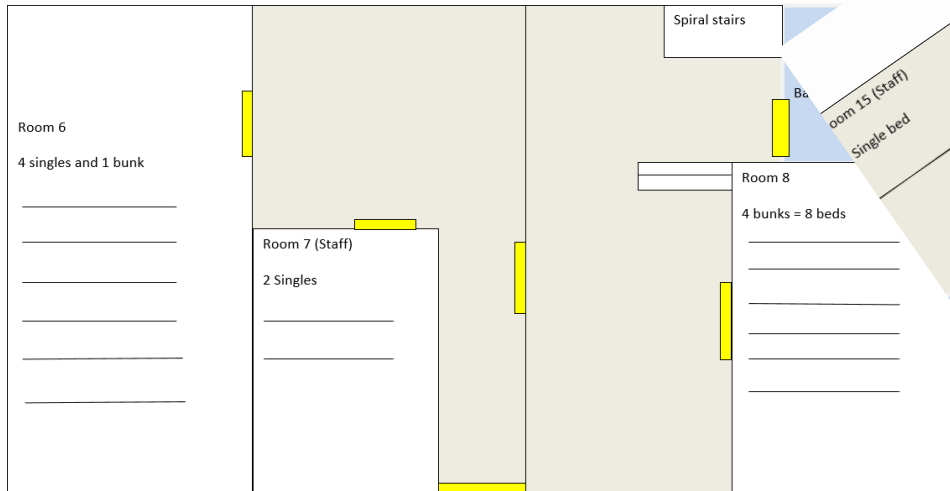 Spiral stairs
Room 6
4 singles and 1 bunk
Room 7 (Staff)
2 Singles
Room 8
4 bunks = 8 beds
15 (Staff)
Single bed